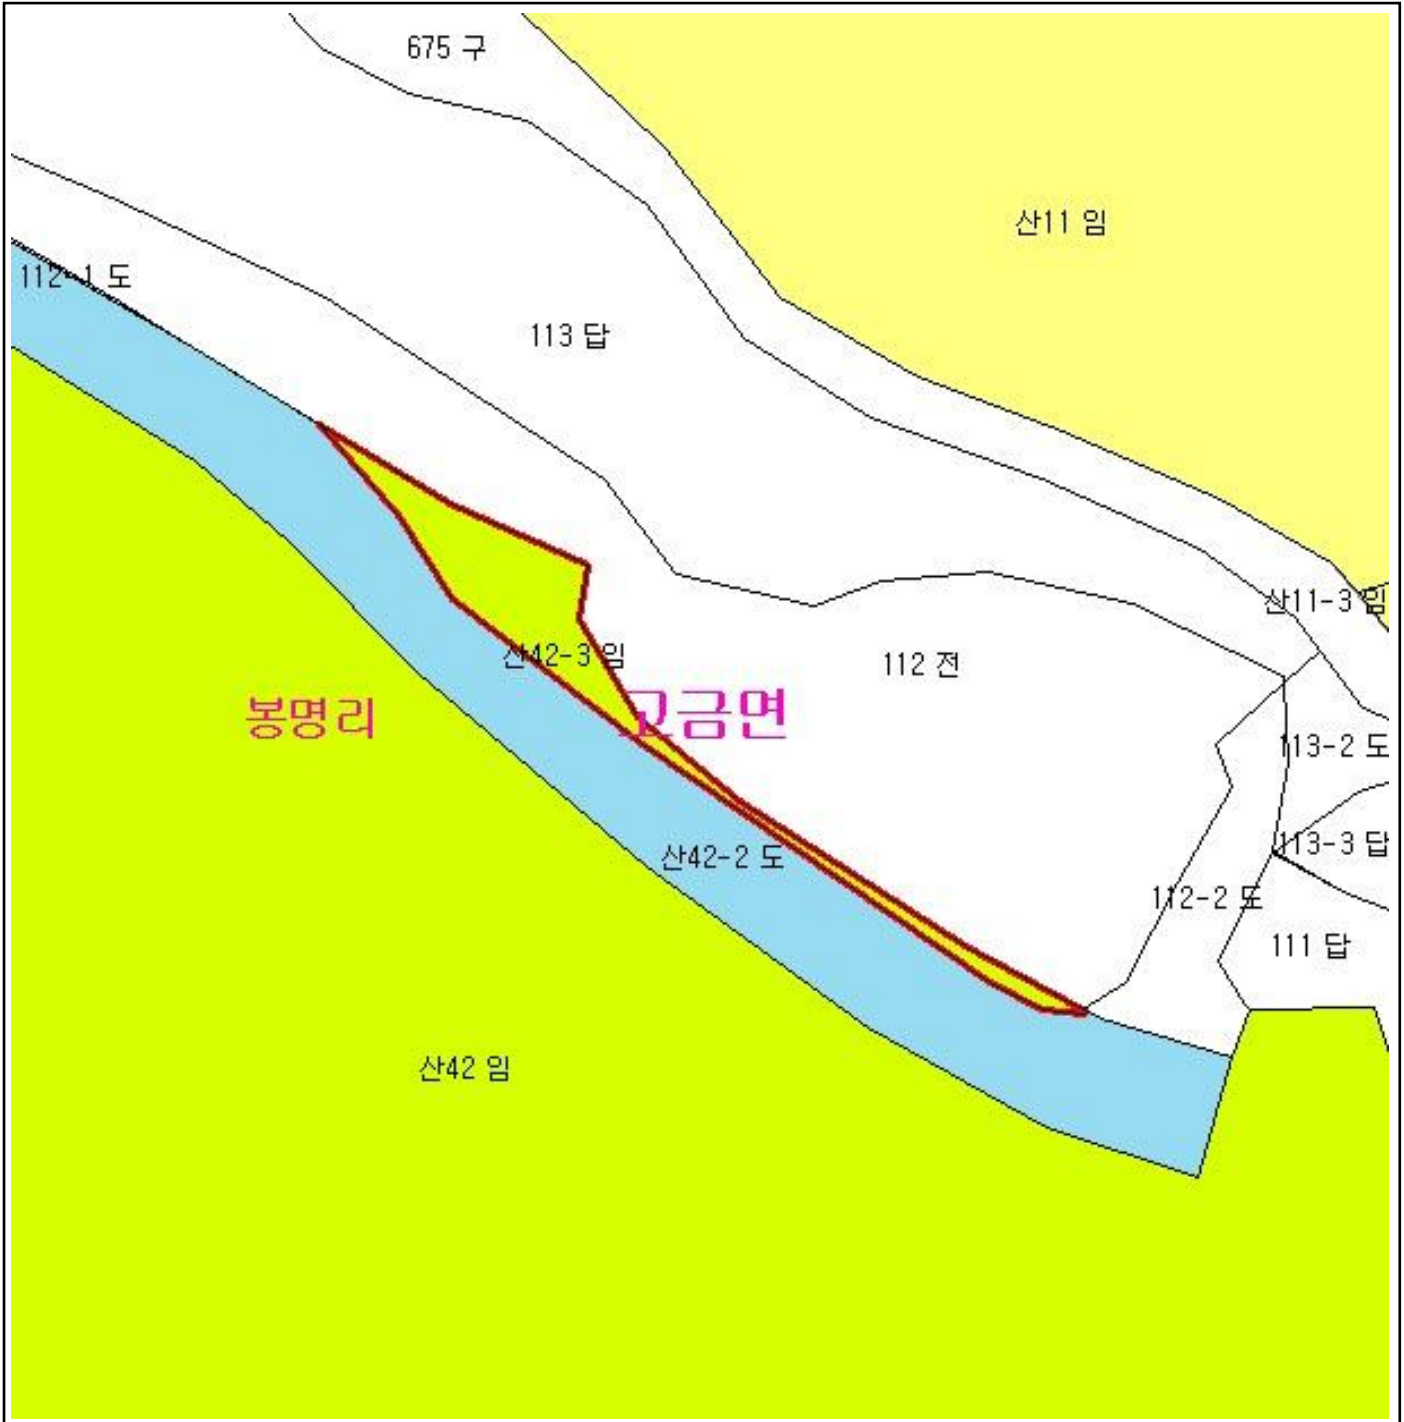 675 구
산11 임
112-1 도
113 답
산11-3 임
산42-3 임
112 전
봉명리
고금면
113-2 도
113-3 답
산42-2 도
112-2 도
111 답
산42 임